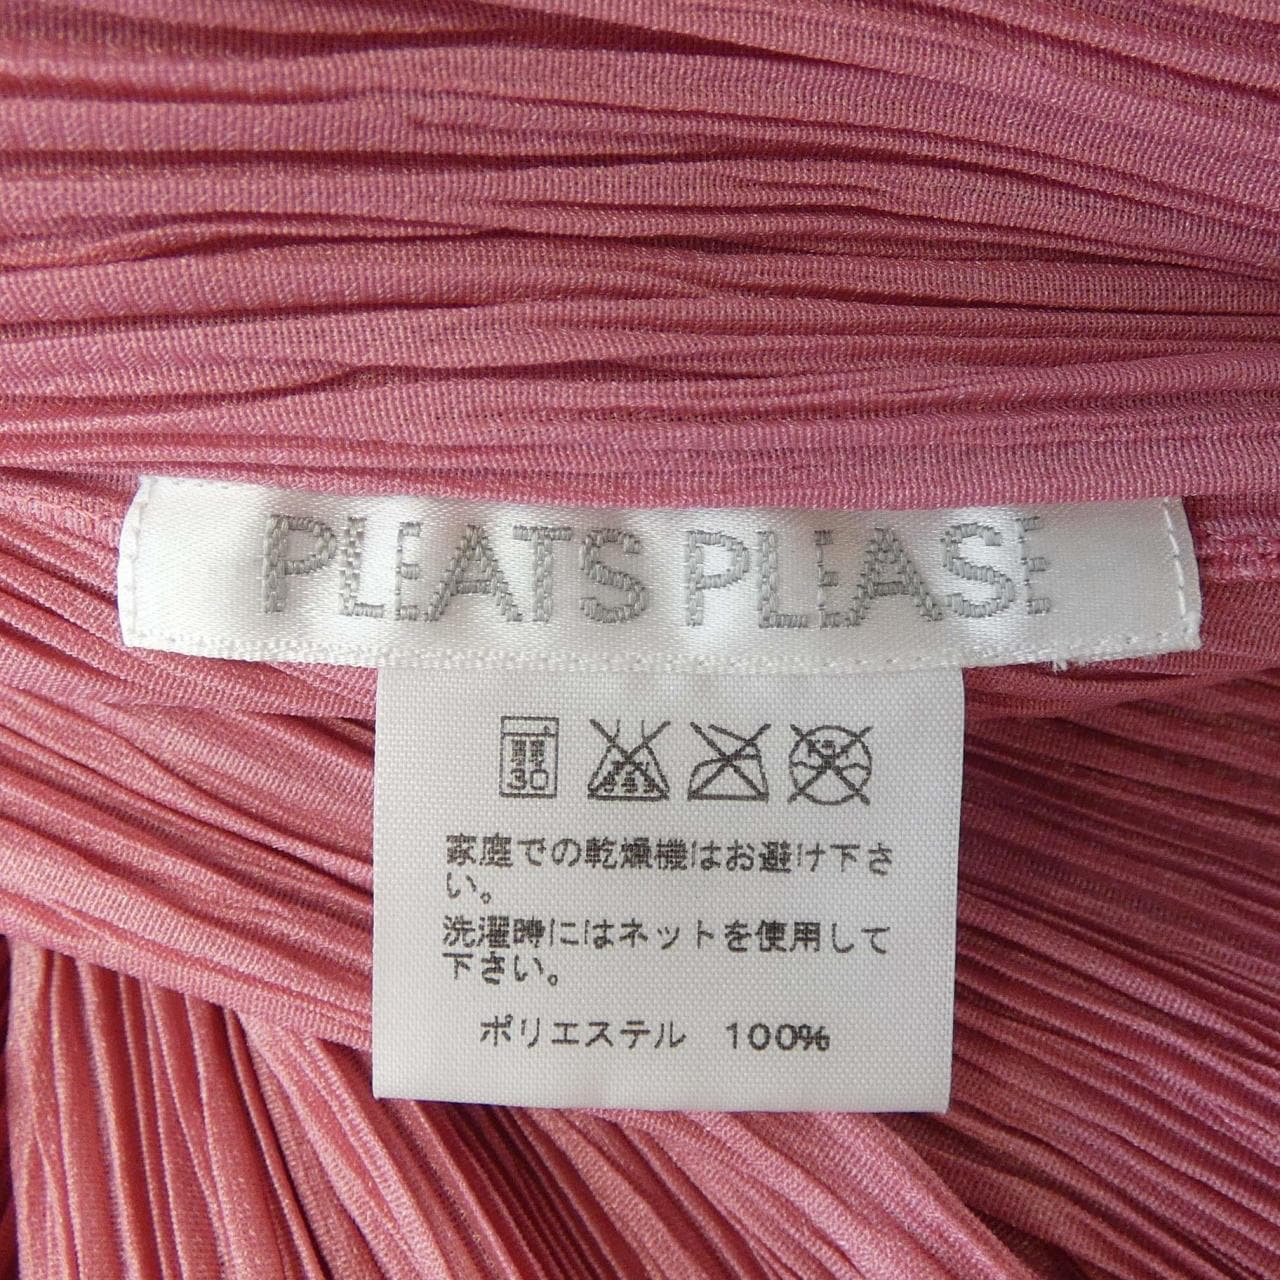 PLEATS PLEASE
弱 30
家庭での乾燥機はお避け下さ
い。
洗濯時にはネットを使用して
下さい。
ポリエステル 100%